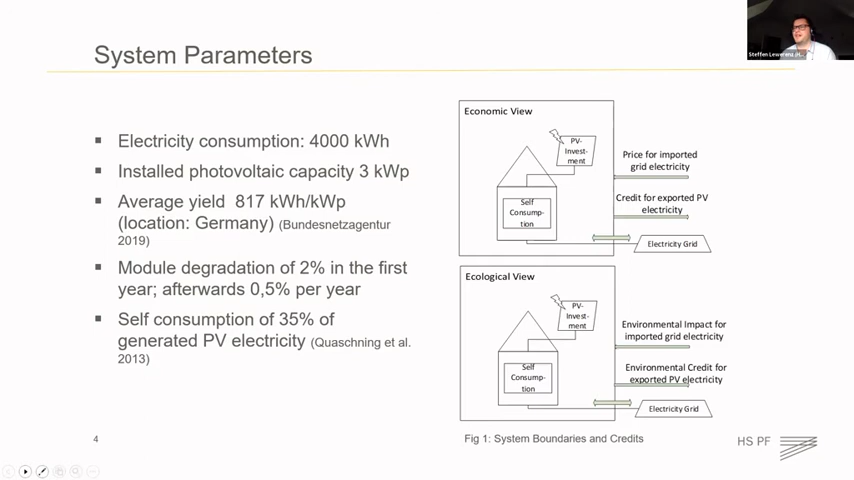 System Parameters
Electricity consumption: 4000 kWh
Installed photovoltaic capacity 3 kWp
Average yield 817 kWh/kWp
(location: Germany) (Bundesnetzagentur
2019)
Module degradation of 2% in the first
year; afterwards 0,5% per year
Self consumption of 35% of
generated PV electricity (Quaschning et al.
2013)
Economic View
PV-
Invest-
ment
Self
Consump-
tion
Price for imported
grid electricity
Credit for exported PV
electricity
Electricity Grid
Ecological View
PV-
Invest-
ment
Self
Consump-
tion
Environmental Impact for
imported grid electricity
Environmental Credit for
exported PV electricity
Electricity Grid
Fig 1: System Boundaries and Credits
4
HS PF
Steffen Lewerenz